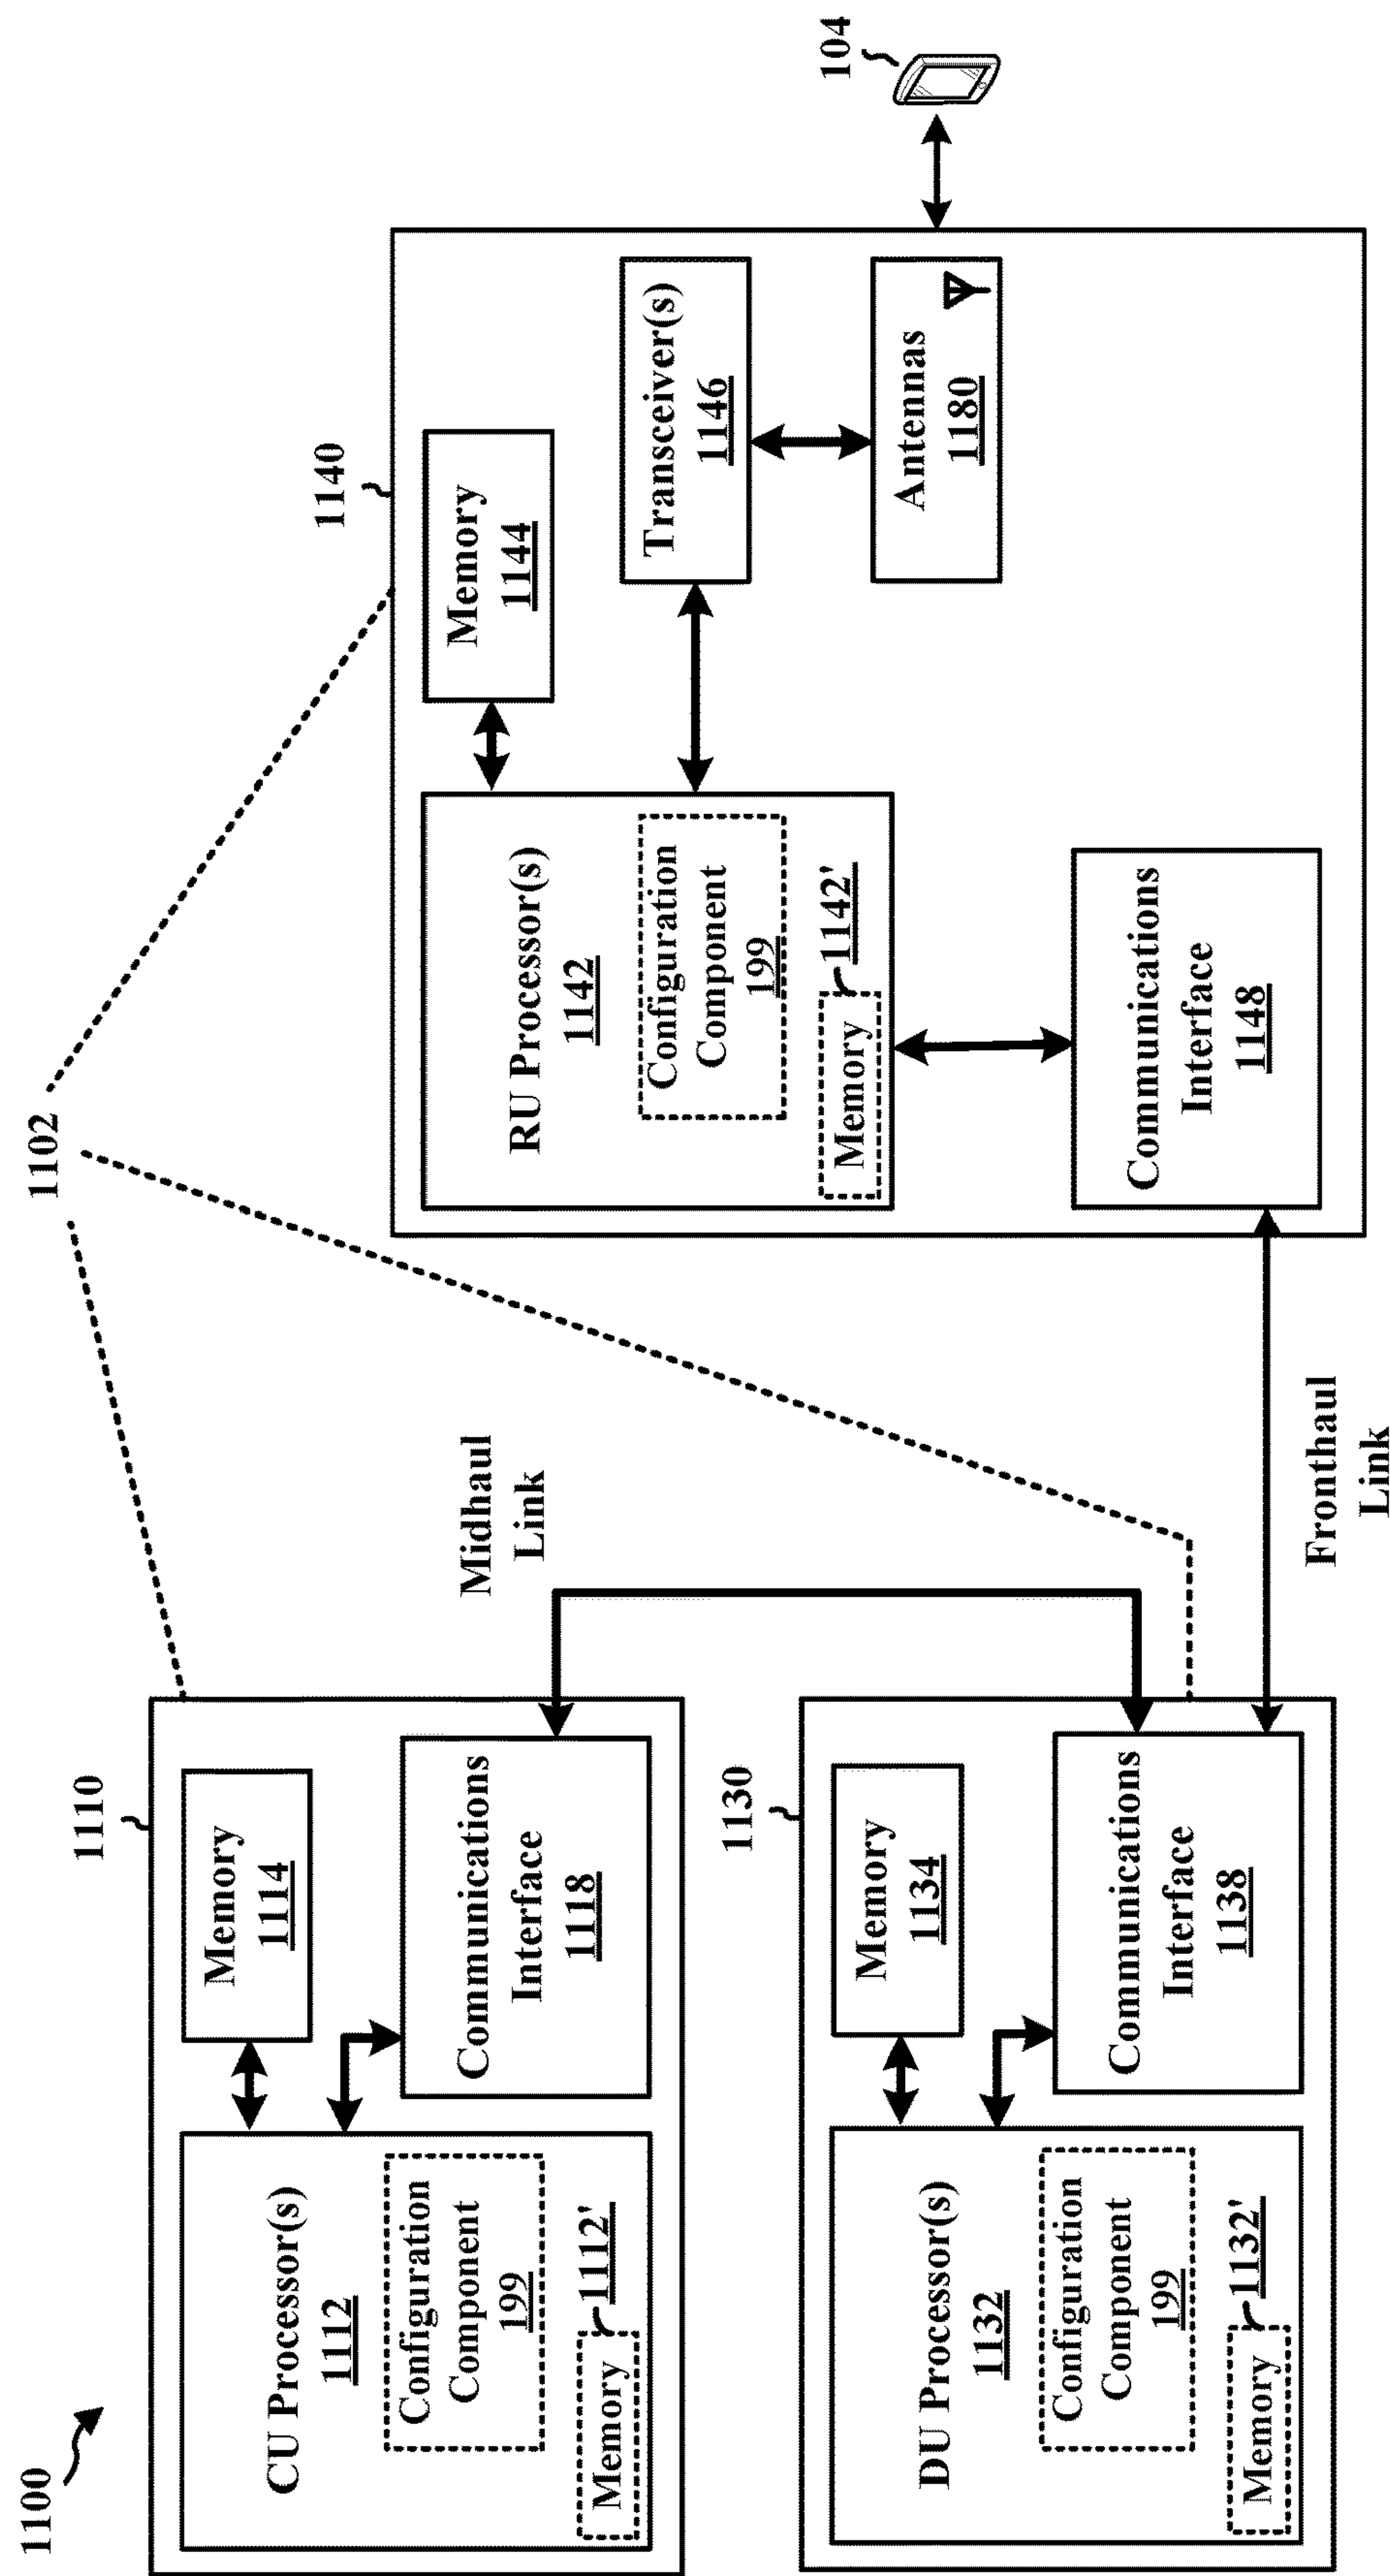 1100
1102
1110
CU Processor(s)
1112
Configuration
Component
199
Memory
1112'
Memory
1114
Communications
Interface
1118
Midhaul
Link
1130
DU Processor(s)
1132
Configuration
Component
199
Memory
1132'
Memory
1134
Communications
Interface
1138
Fronthaul
Link
1140
RU Processor(s)
1142
Configuration
Component
199
Memory
1142'
Memory
1144
Transceiver(s)
1146
Antennas
1180
Communications
Interface
1148
104